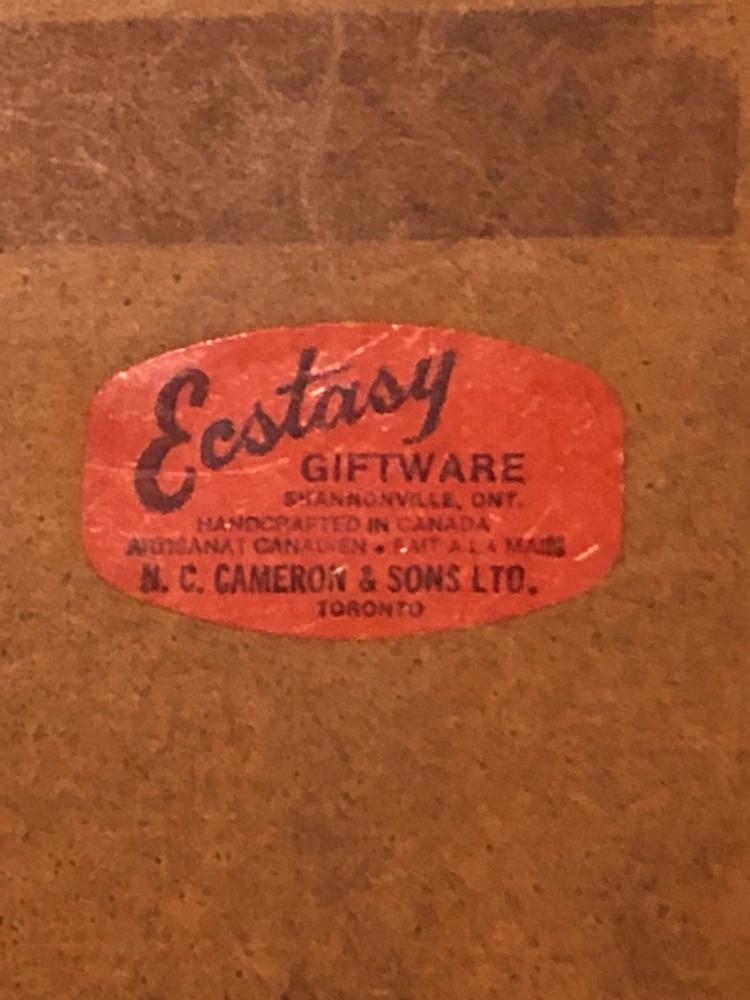 Ecstasy
GIFTWARE
SHANNONVILLE, ONT.
HANDCRAFTED IN CANADA
ARTISANAT CANADIEN • FAIT A LA MAIN
N. C. CAMERON & SONS LTD.
TORONTO